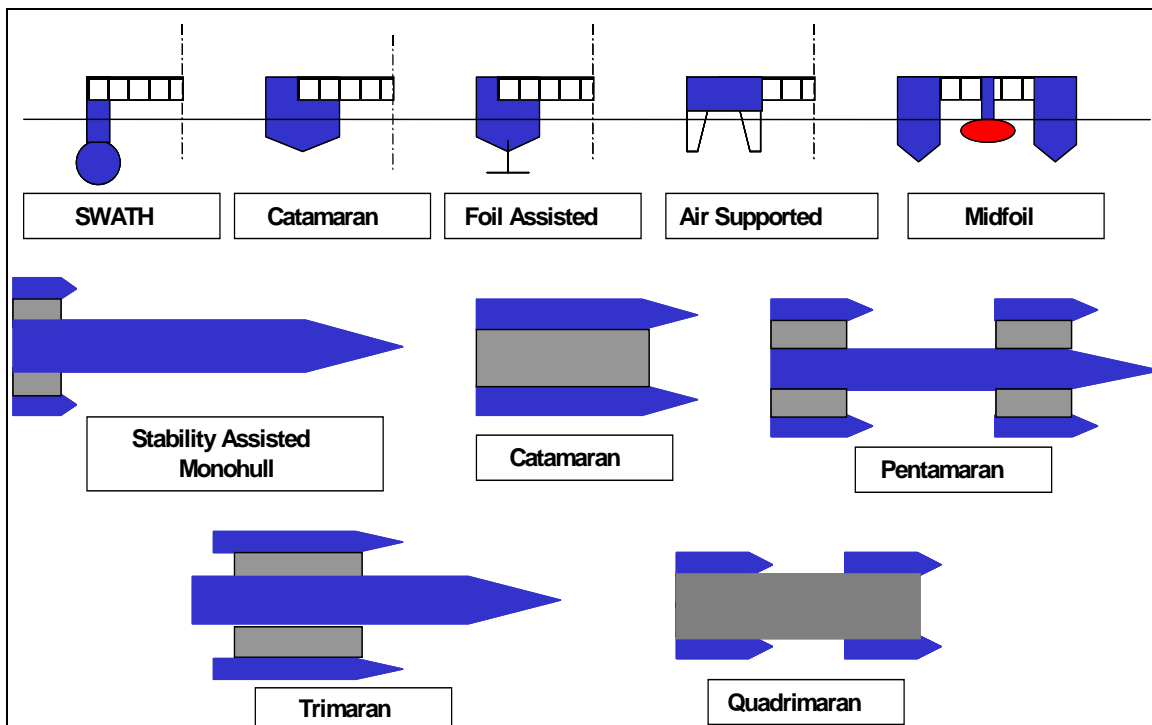 SWATH
Catamaran
Foil Assisted
Air Supported
Midfoil
Stability Assisted
Monohull
Catamaran
Pentamaran
Trimaran
Quadrimaran